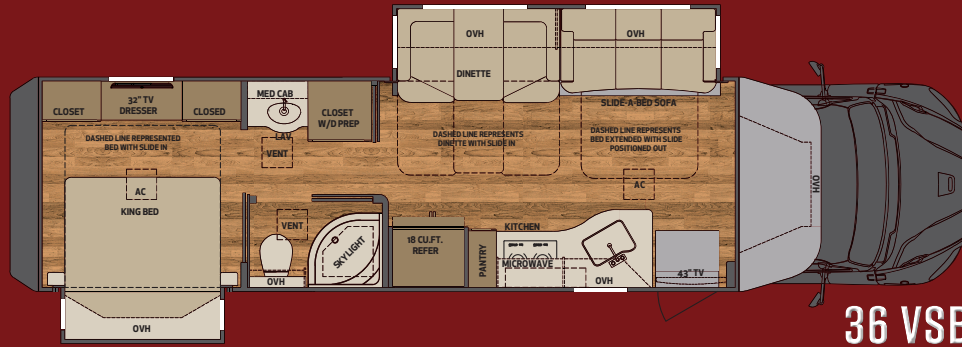 OVH
OVH
DINETTE
SLIDE-A-BED SOFA
CLOSET
32" TV
DRESSER
CLOSED
MED CAB
LAV
VENT
CLOSET
W/D PREP
DASHED LINE REPRESENTED
BED WITH SLIDE IN
DASHED LINE REPRESENTS
DINETTE WITH SLIDE IN
DASHED LINE REPRESENTS
BED EXTENDED WITH SLIDE
POSITIONED OUT
AC
KING BED
AC
OVH
VENT
SKYLIGHT
OVH
18 CU.FT.
REFER
PANTRY
KITCHEN
MICROWAVE
OVH
43" TV
OVH
36 VSB